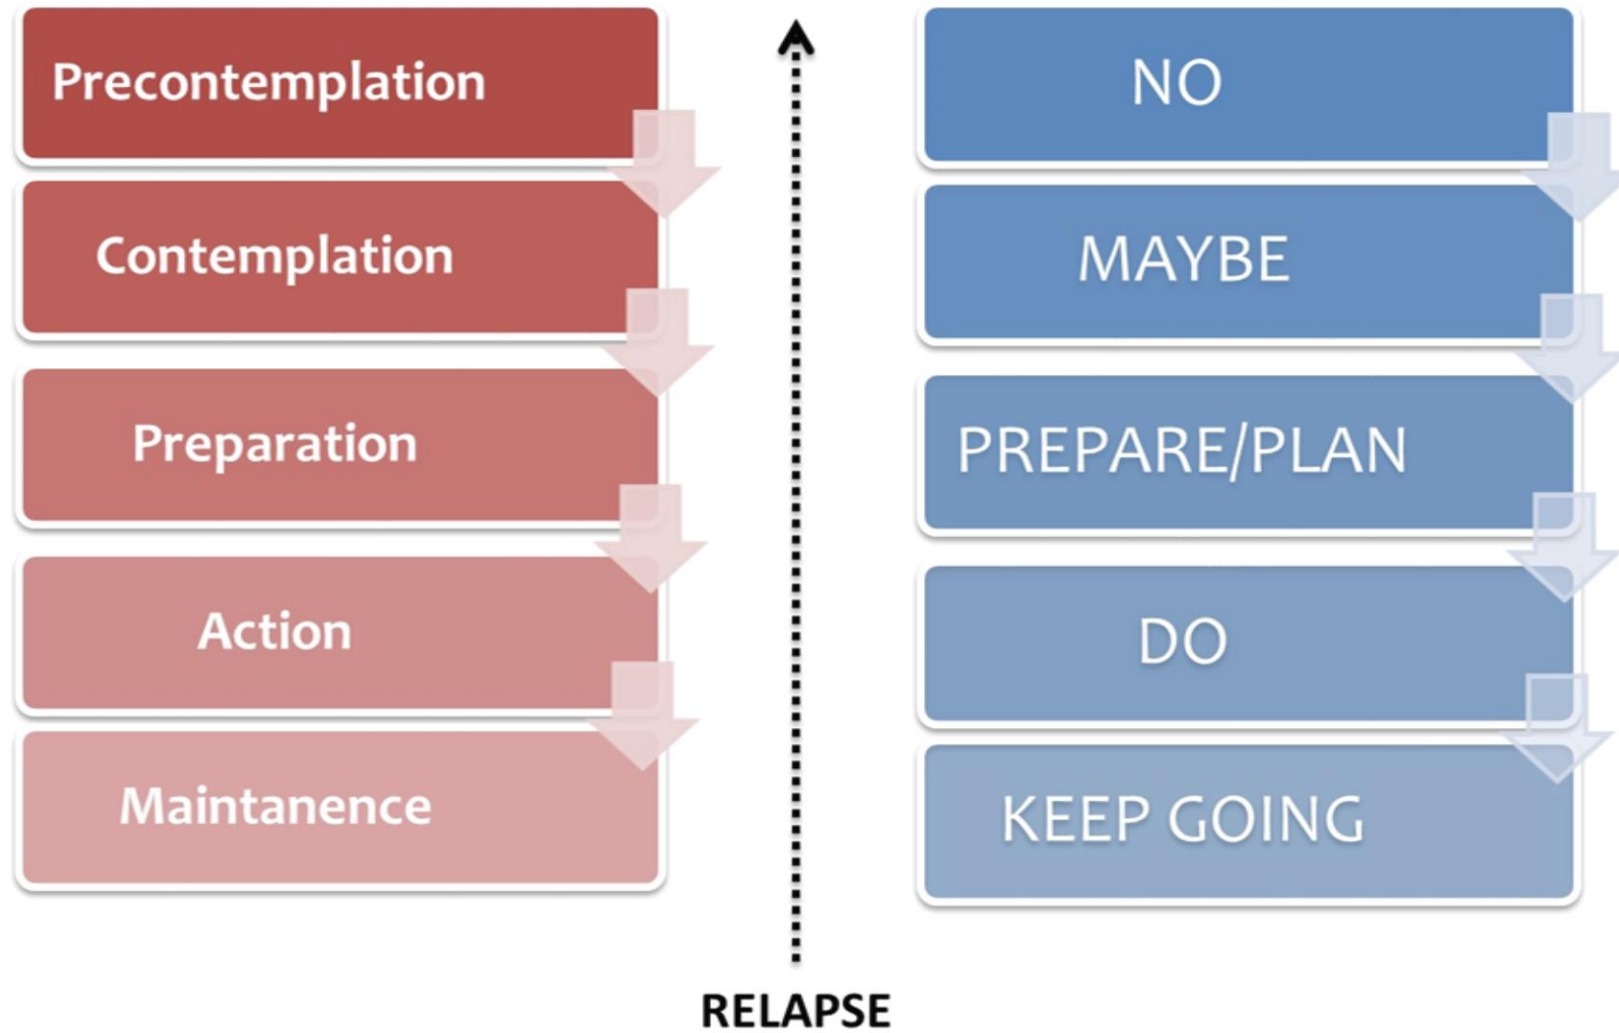 Precontemplation
Contemplation
Preparation
Action
Maintanence
RELAPSE
NO
MAYBE
PREPARE/PLAN
DO
KEEP GOING